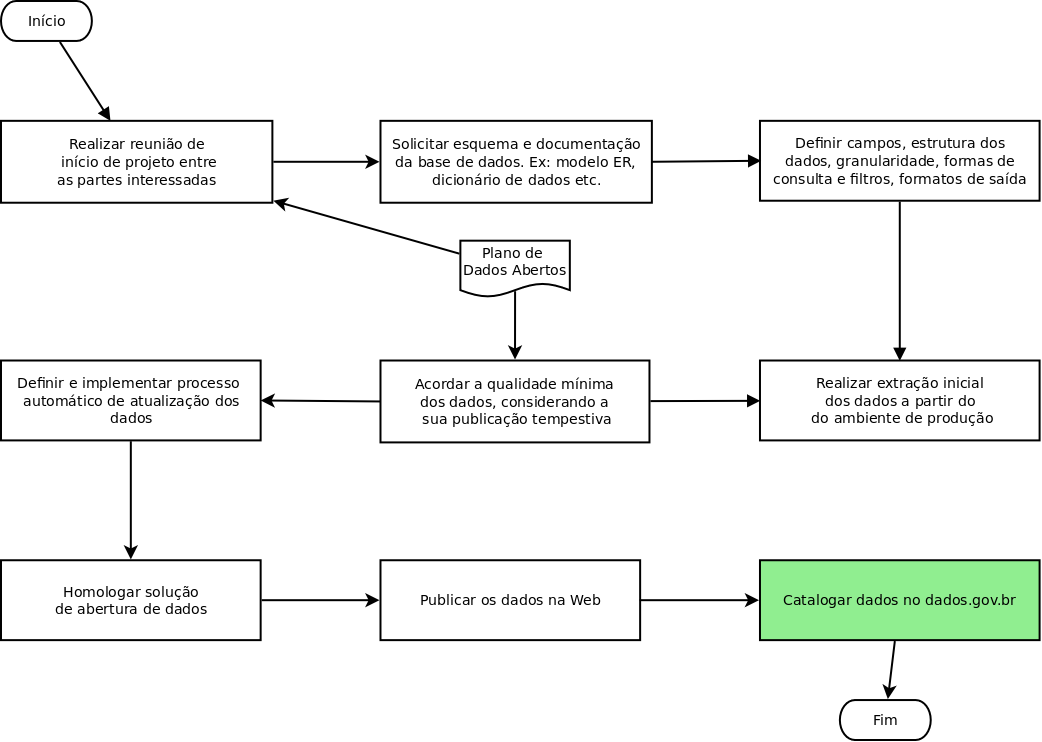 Início
Realizar reunião de
início de projeto entre
as partes interessadas
Solicitar esquema e documentação
da base de dados. Ex: modelo ER,
dicionário de dados etc.
Definir campos, estrutura dos
dados, granularidade, formas de
consulta e filtros, formatos de saída
Plano de
Dados Abertos
Definir e implementar processo
automático de atualização dos
dados
Acordar a qualidade mínima
dos dados, considerando a
sua publicação tempestiva
Realizar extração inicial
dos dados a partir do
do ambiente de produção
Homologar solução
de abertura de dados
Publicar os dados na Web
Catalogar dados no dados.gov.br
Fim